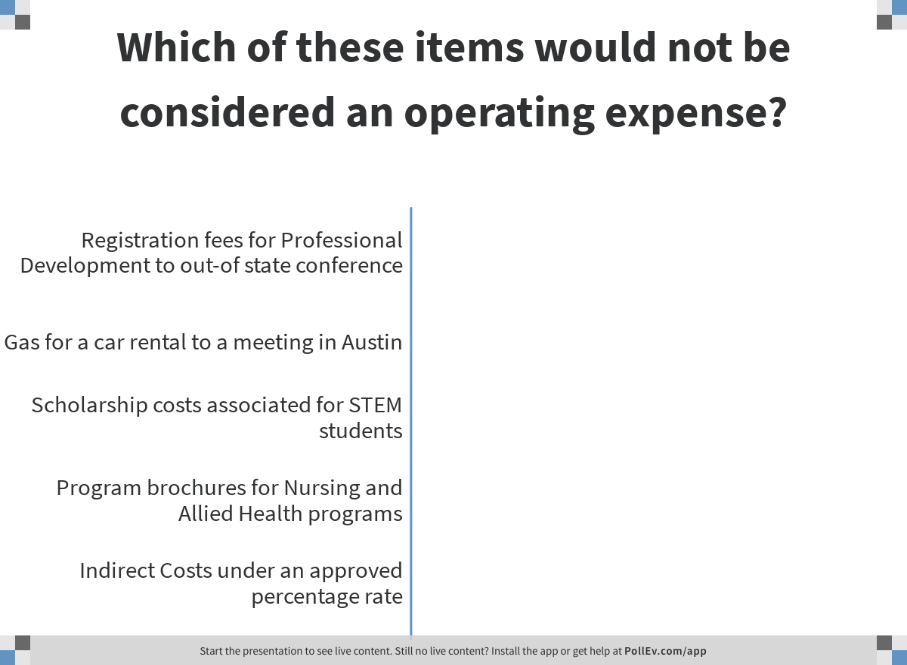 Which of these items would not be
considered an operating expense?
Registration fees for Professional
Development to out-of state conference
Gas for a car rental to a meeting in Austin
Scholarship costs associated for STEM
students
Program brochures for Nursing and
Allied Health programs
Indirect Costs under an approved
percentage rate
Start the presentation to see live content. Still no live content? Install the app or get help at PollEv.com/app